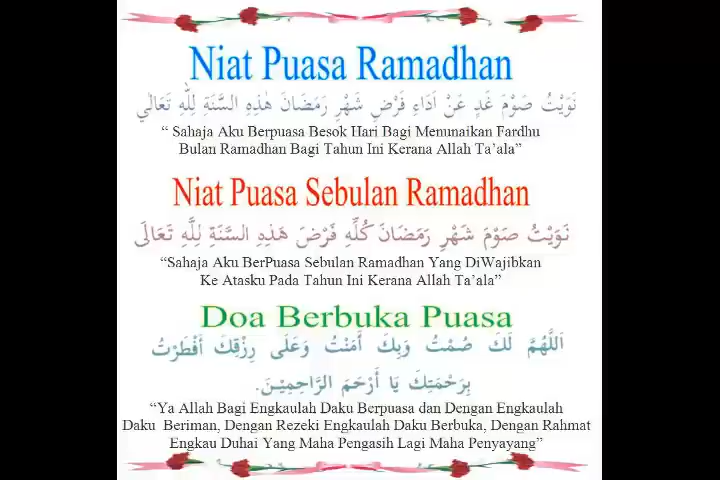 Niat Puasa Ramadhan
نَوَيْتُ صَوْمَ غَدٍ عَنْ اَدَاءِ فَرْضِ شَهْرِ رَمَضَانَ هٰذِهِ السَّنَةِ لِلّٰهِ تَعَالٰي
“ Sahaja Aku Berpuasa Besok Hari Bagi Menunaikan Fardhu
Bulan Ramadhan Bagi Tahun Ini Kerana Allah Ta’ala”
Niat Puasa Sebulan Ramadhan
نَوَيْتُ صَوْمَ شَهْرِ رَمَضَانَ كُلِّهِ فَرْضَ هَذِهِ السَّنَةِ لِلَّهِ تَعَالَى
“Sahaja Aku BerPuasa Sebulan Ramadhan Yang DiWajibkan
Ke Atasku Pada Tahun Ini Kerana Allah Ta’ala”
Doa Berbuka Puasa
اَللَّهُمَّ لَكَ صُمْتُ وَبِكَ أَمَنْتُ وَعَلَى رِزْقِكَ أَفْطَرْتُ
بِرَحْمَتِكَ يَا أَرْحَمَ الرَّاحِمِيْنَ.
“Ya Allah Bagi Engkaulah Daku Berpuasa dan Dengan Engkaulah
Daku Beriman, Dengan Rezeki Engkaulah Daku Berbuka, Dengan Rahmat
Engkau Duhai Yang Maha Pengasih Lagi Maha Penyayang”